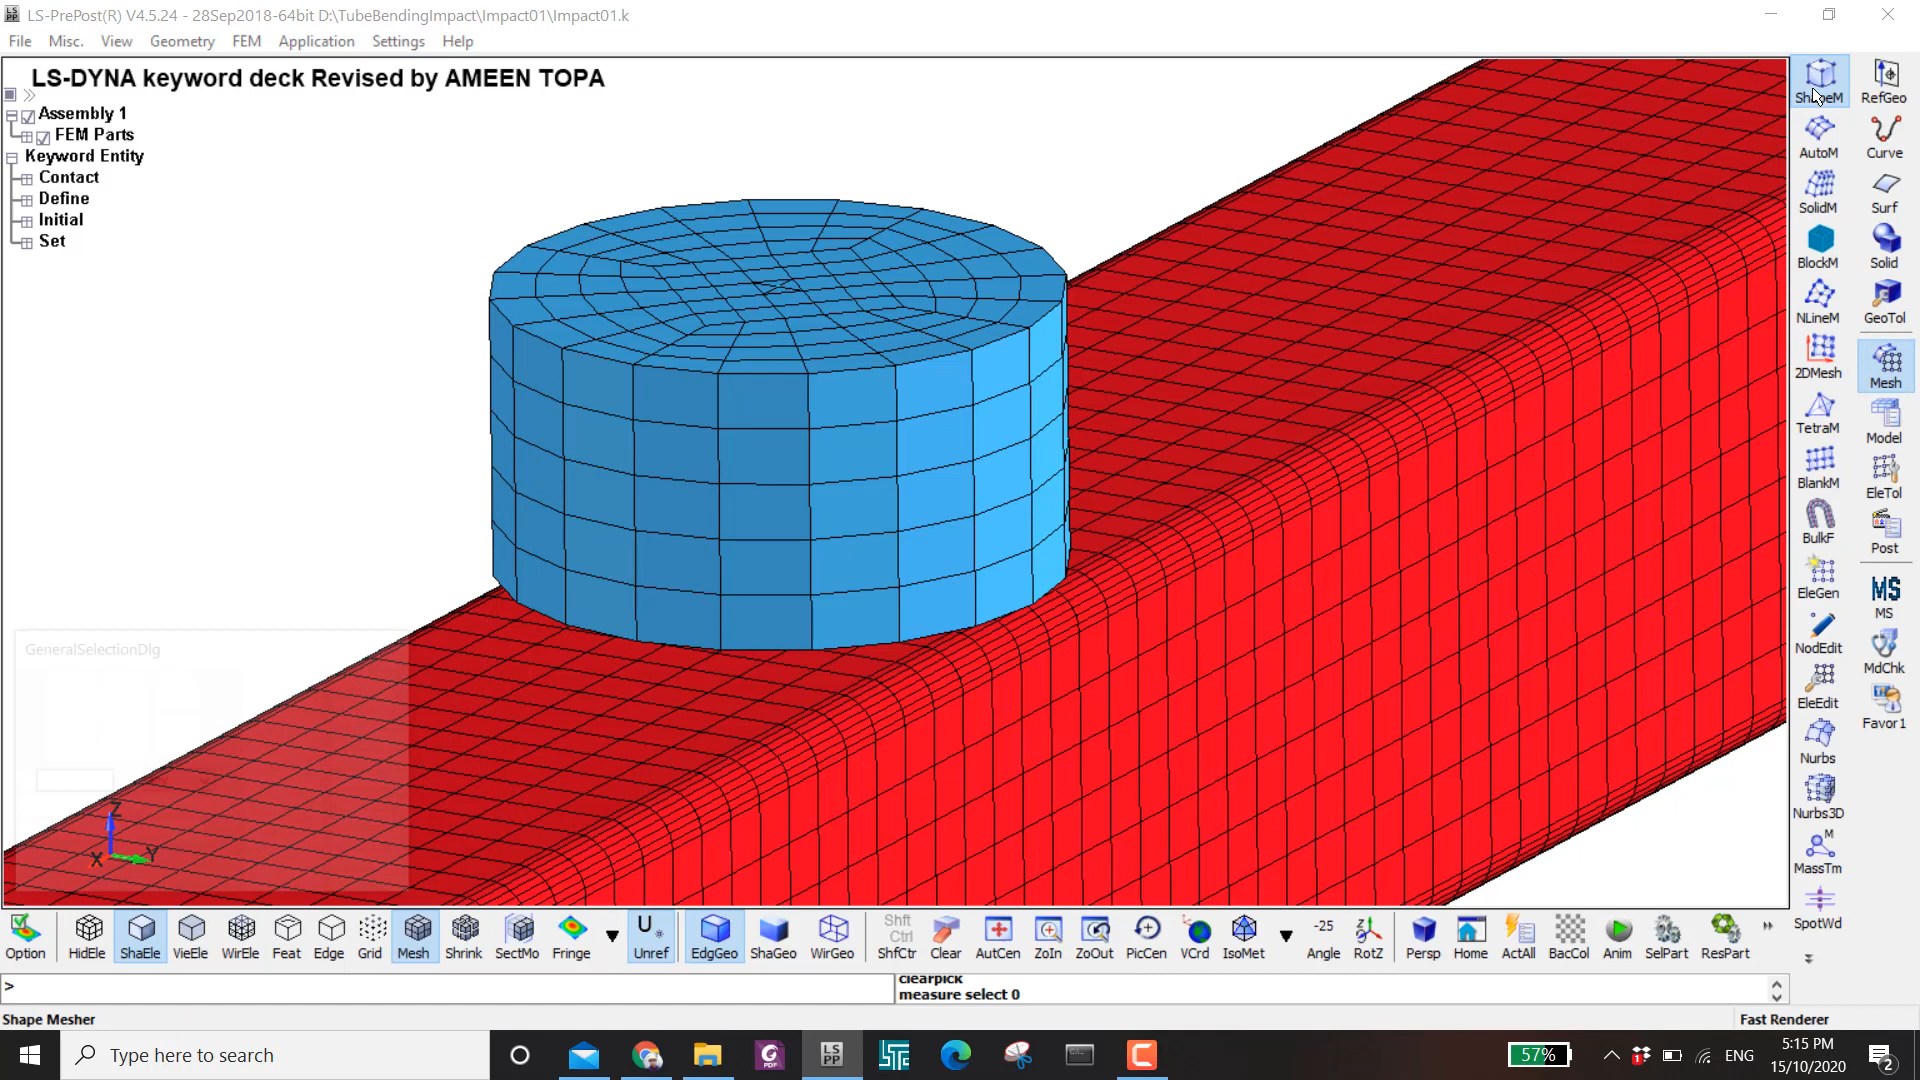 LS-PrePost(R) V4.5.24 - 28Sep2018-64bit D:\TubeBendingImpact\Impact01\Impact01.k
File Misc. View Geometry FEM Application Settings Help
LS-DYNA keyword deck Revised by AMEEN TOPA
Assembly 1
FEM Parts
Keyword Entity
Contact
Define
Initial
Set
GeneralSelectionDlg
Z
X Y
ShapeM RefGeo
AutoM Curve
SolidM Surf
BlockM Solid
NLineM GeoTol
2DMesh Mesh
TetraM Model
BlankM EleTol
BulkF Post
EleGen MS
MS
NodEdit MdChk
EleEdit Favor1
Nurbs
Nurbs3D
M
MassTm
SpotWd
Option HidEle ShaEle VieEle WirEle Feat Edge Grid Mesh Shrink SectMo Fringe U Unref EdgGeo ShaGeo WirGeo Shft Ctrl ShfCtr Clear AutCen ZoIn ZoOut PicCen VCrd IsoMet -25 Angle RotZ Persp Home ActAll BacCol Anim SelPart ResPart
>
clearpick
measure select 0
Shape Mesher Fast Renderer
Type here to search
PDF
LS
PP
57%
1
ENG
5:15 PM
15/10/2020
2